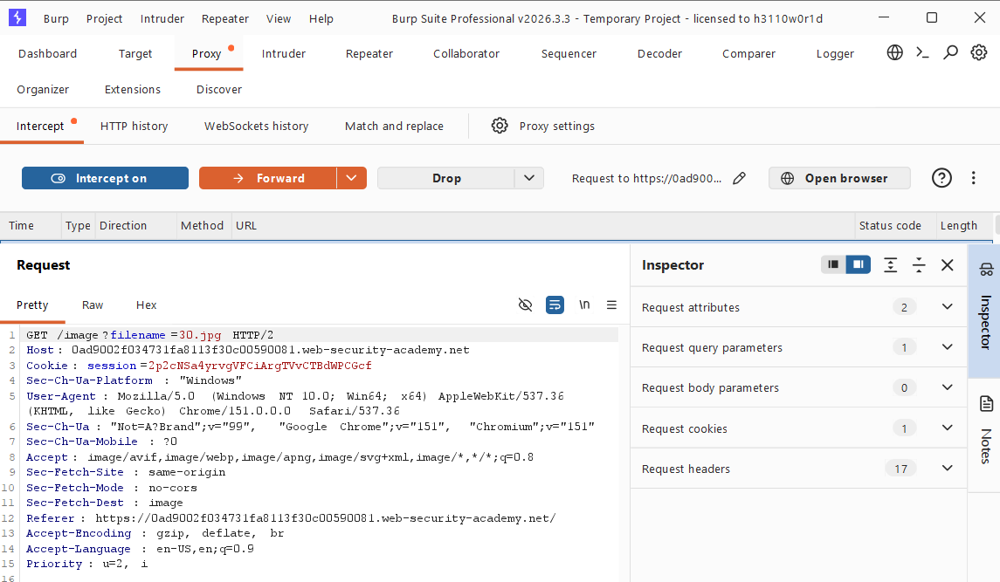 Burp Project Intruder Repeater View Help Burp Suite Professional v2026.3.3 - Temporary Project - licensed to h3110w0r1d
Dashboard Target Proxy Intruder Repeater Collaborator Sequencer Decoder Comparer Logger
Organizer Extensions Discover
Intercept HTTP history WebSockets history Match and replace Proxy settings
Intercept on Forward Drop Request to https://0ad900... Open browser
Time Type Direction Method URL Status code Length
Request
Inspector
Pretty Raw Hex \n
Request attributes 2
Request query parameters 1
Request body parameters 0
Request cookies 1
Request headers 17
Inspector
Notes
1 GET /image?filename=30.jpg HTTP/2
2 Host: 0ad9002f034731fa8113f30c00590081.web-security-academy.net
3 Cookie: session=2p2cNSa4yrvgVFCiArgTVvCTBdWPCGcf
4 Sec-Ch-Ua-Platform : "Windows"
5 User-Agent: Mozilla/5.0 (Windows NT 10.0; Win64; x64) AppleWebKit/537.36
(KHTML, like Gecko) Chrome/151.0.0.0 Safari/537.36
6 Sec-Ch-Ua: "Not=A?Brand";v="99", "Google Chrome";v="151", "Chromium";v="151"
7 Sec-Ch-Ua-Mobile : ?0
8 Accept: image/avif,image/webp,image/apng,image/svg+xml,image/*,*/*;q=0.8
9 Sec-Fetch-Site : same-origin
10 Sec-Fetch-Mode : no-cors
11 Sec-Fetch-Dest : image
12 Referer: https://0ad9002f034731fa8113f30c00590081.web-security-academy.net/
13 Accept-Encoding : gzip, deflate, br
14 Accept-Language : en-US,en;q=0.9
15 Priority: u=2, i
16